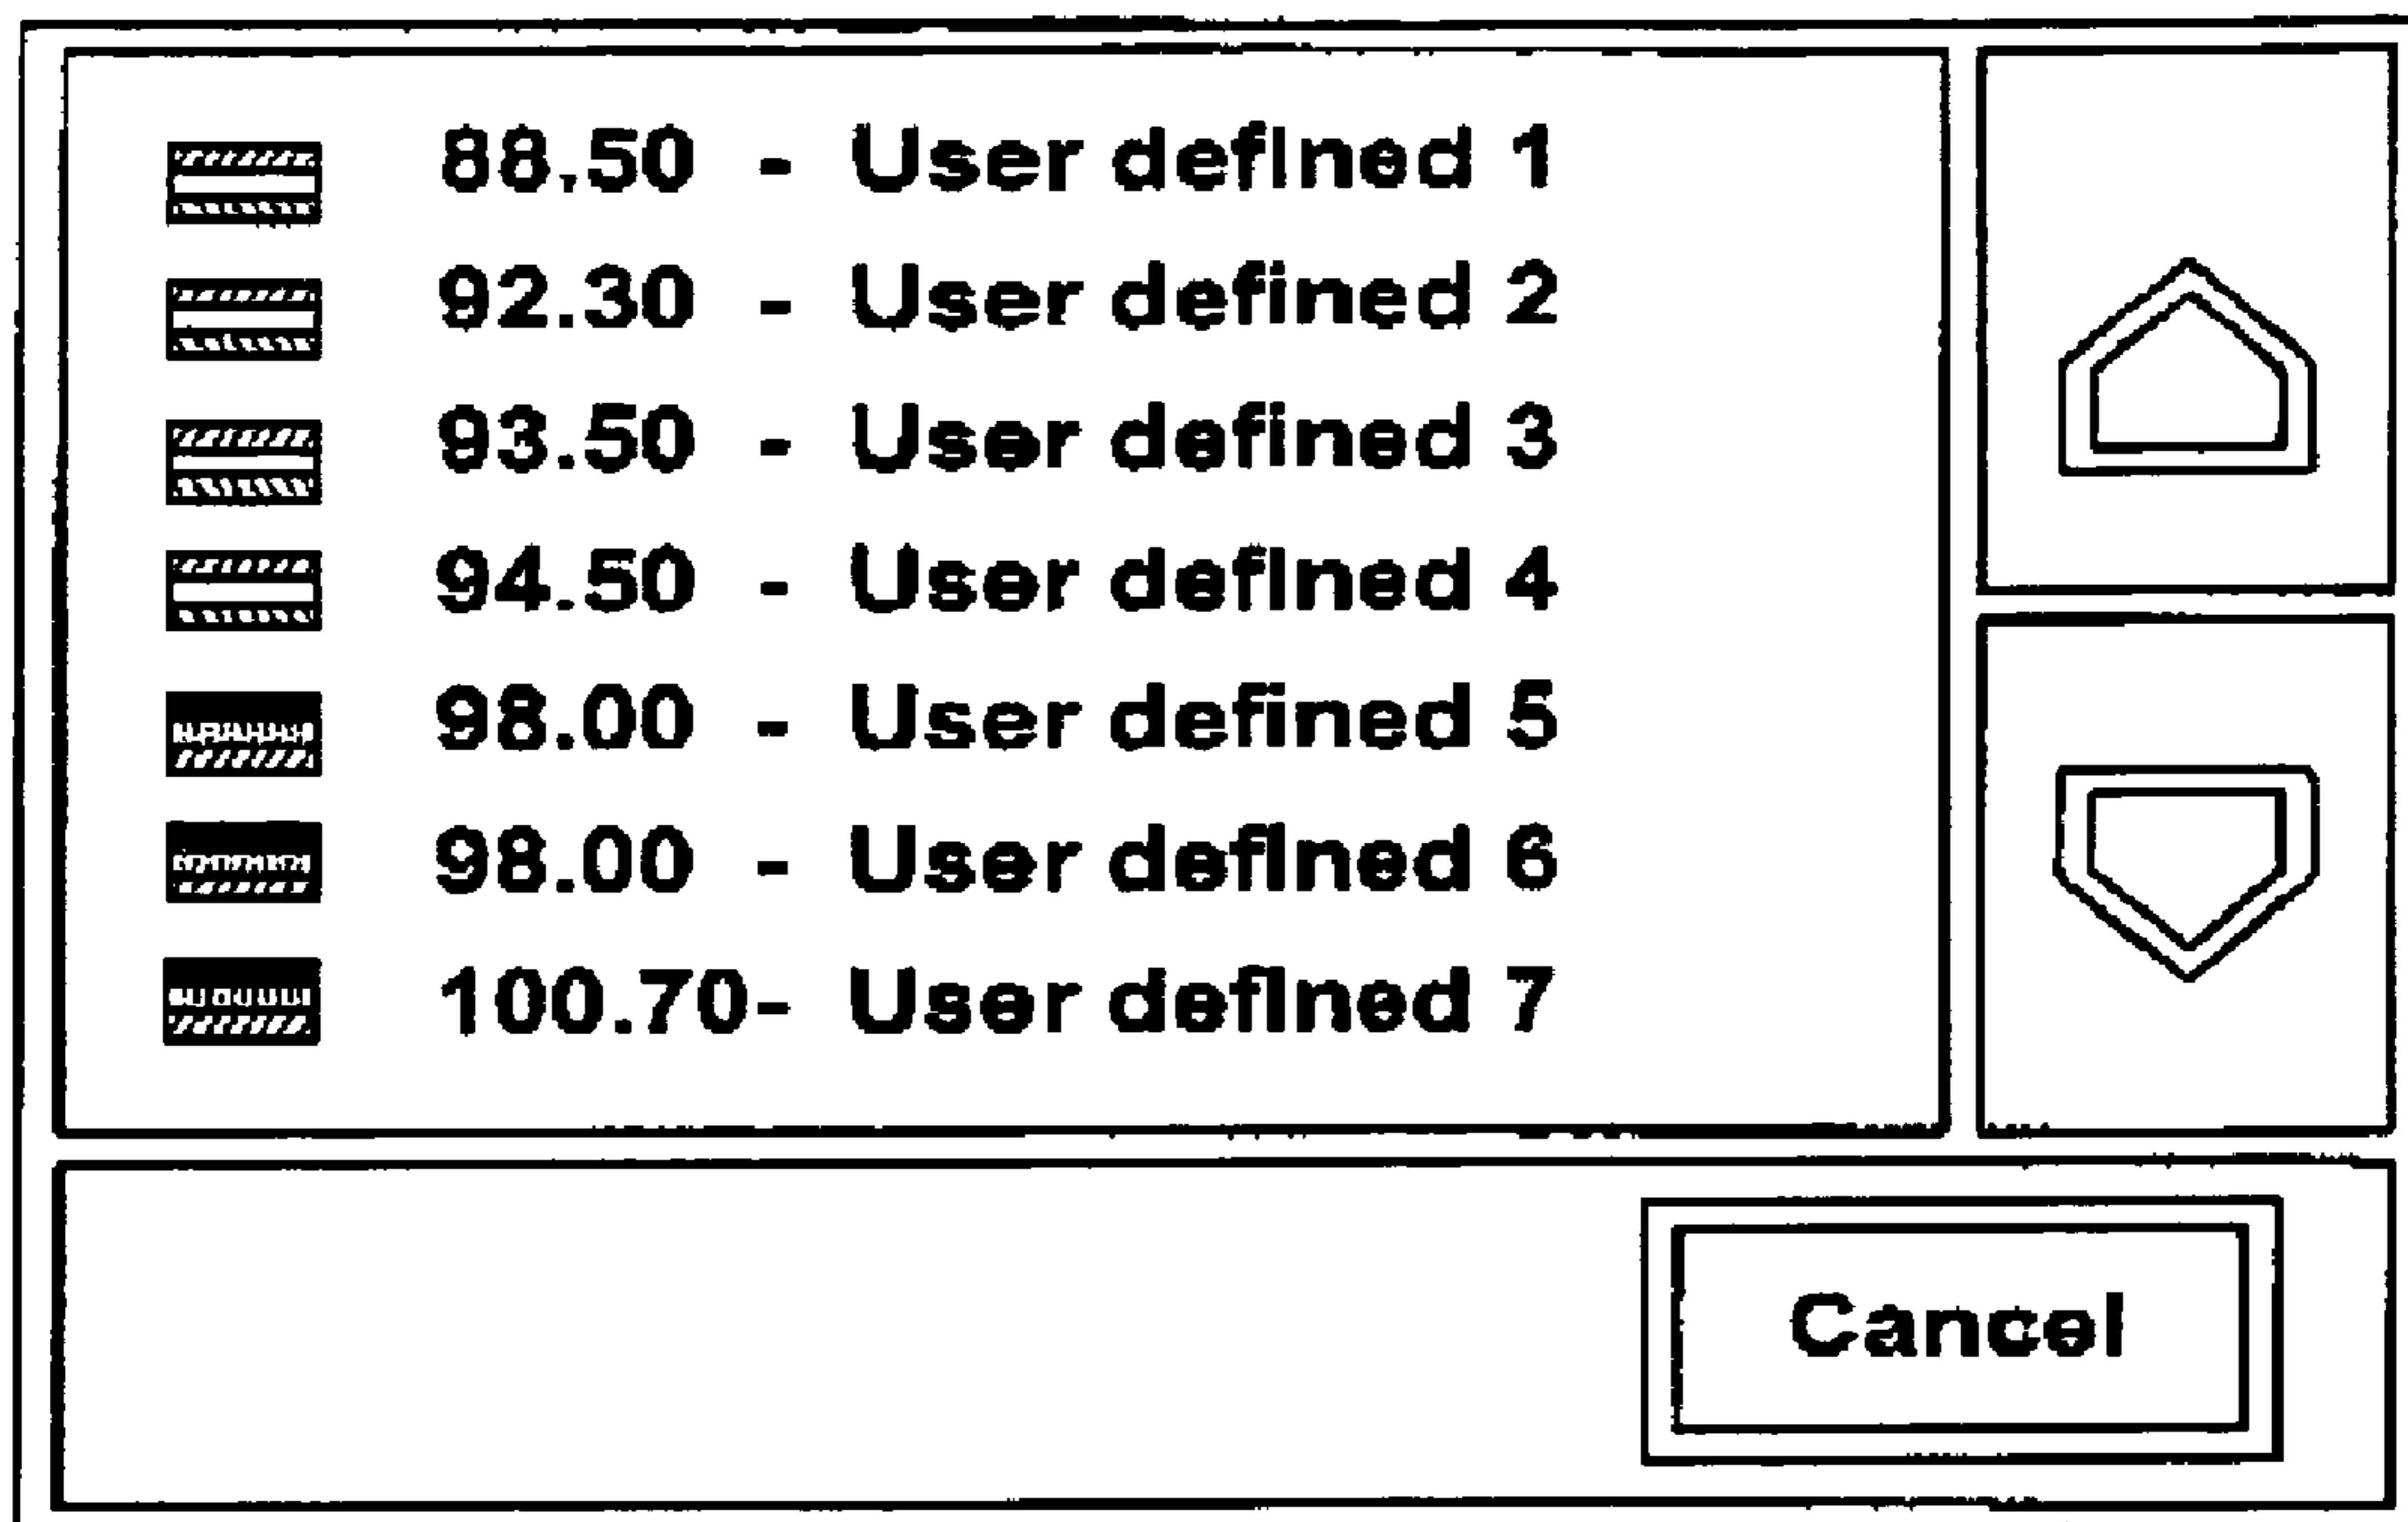 88,50 - User defined 1
92.30 - User defined 2
93.50 - User defined 3
94.50 - User defined 4
98.00 - User defined 5
98.00 - User defined 6
100.70- User defined 7
Cancel